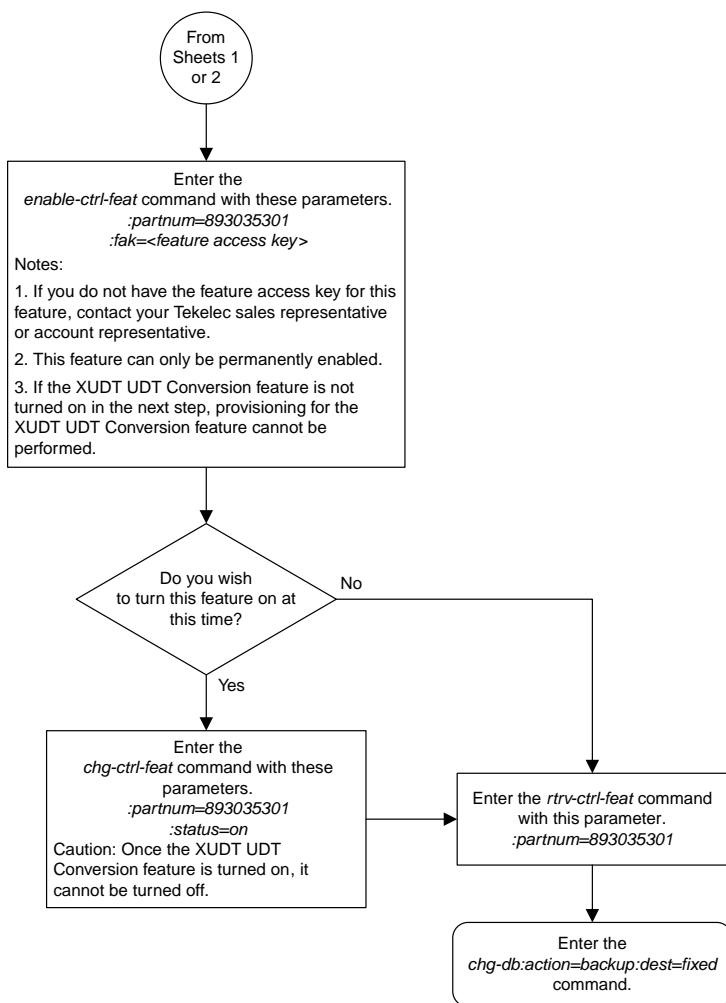 From
Sheets 1
or 2
Enter the
enable-ctrl-feat command with these parameters.
:partnum=893035301
:fak=<feature access key>
Notes:
1. If you do not have the feature access key for this
feature, contact your Tekelec sales representative
or account representative.
2. This feature can only be permanently enabled.
3. If the XUDT UDT Conversion feature is not
turned on in the next step, provisioning for the
XUDT UDT Conversion feature cannot be
performed.
Do you wish
to turn this feature on at
this time?
No
Yes
Enter the
chg-ctrl-feat command with these
parameters.
:partnum=893035301
:status=on
Caution: Once the XUDT UDT
Conversion feature is turned on, it
cannot be turned off.
Enter the rtrv-ctrl-feat command
with this parameter.
:partnum=893035301
Enter the
chg-db:action=backup:dest=fixed
command.